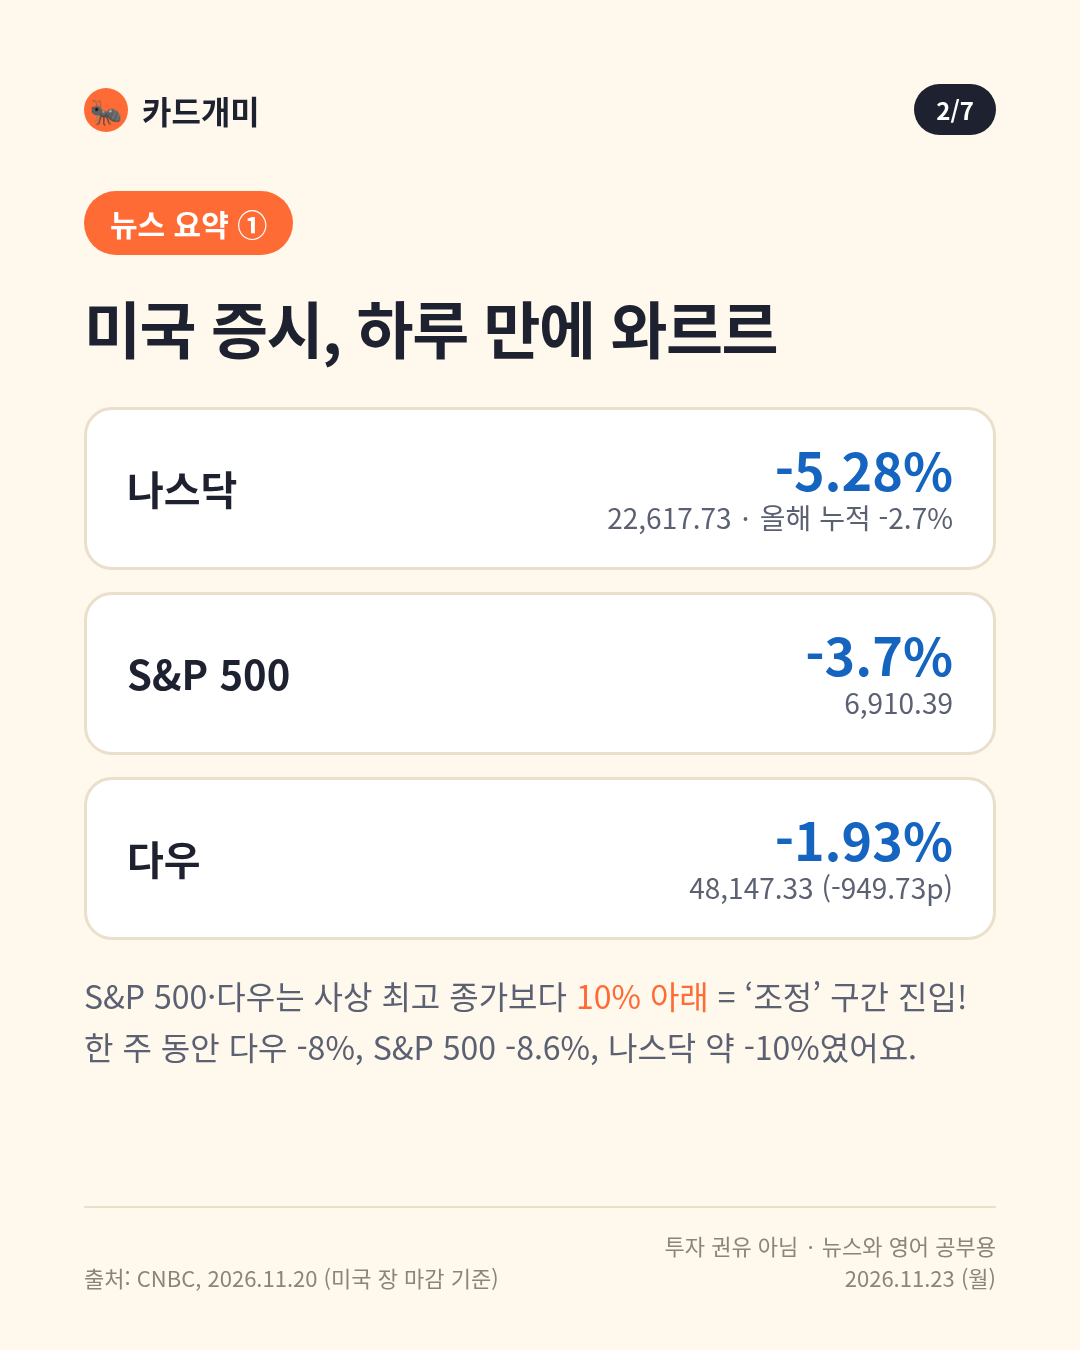 카드개미
2/7
뉴스 요약 ①
미국 증시, 하루 만에 와르르
나스닥
-5.28%
22,617.73 · 올해 누적 -2.7%
S&P 500
-3.7%
6,910.39
다우
-1.93%
48,147.33 (-949.73p)
S&P 500·다우는 사상 최고 종가보다 10% 아래 = ‘조정’ 구간 진입!
한 주 동안 다우 -8%, S&P 500 -8.6%, 나스닥 약 -10%였어요.
출처: CNBC, 2026.11.20 (미국 장 마감 기준)
투자 권유 아님 · 뉴스와 영어 공부용
2026.11.23 (월)